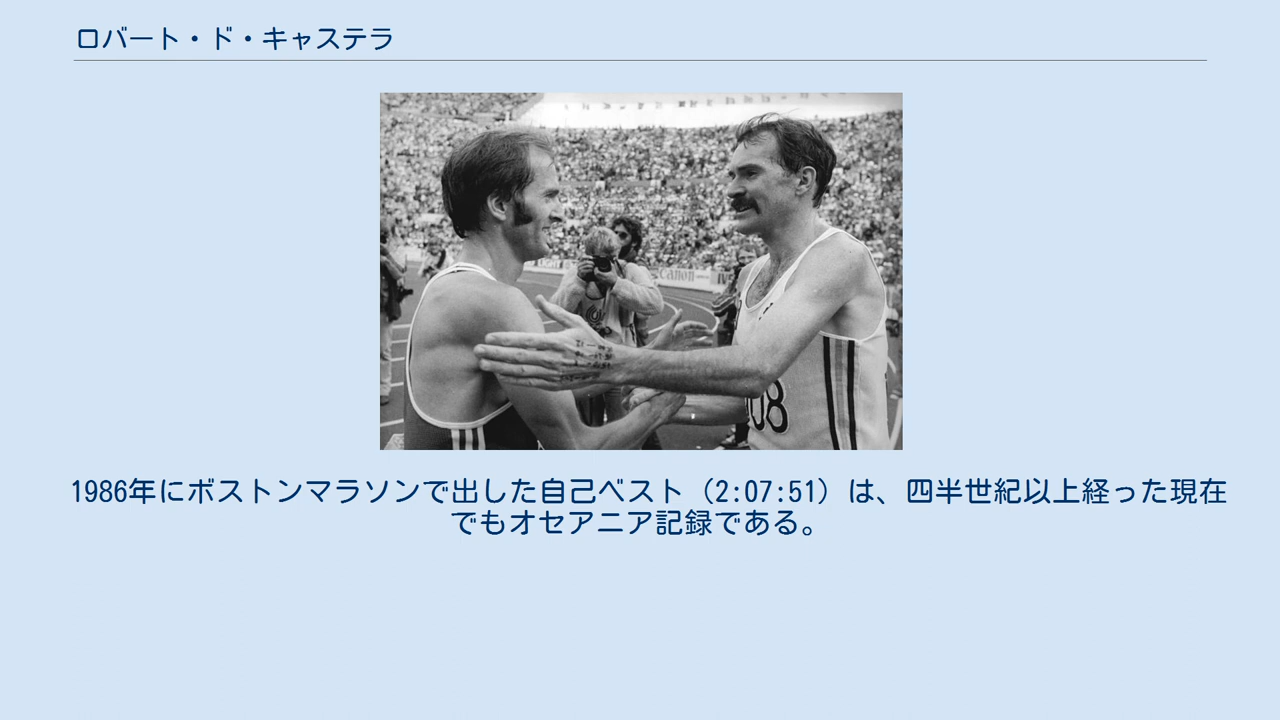 ロバート・ド・キャステラ
Canon
08
1986年にボストンマラソンで出した自己ベスト（2:07:51）は、四半世紀以上経った現在
でもオセアニア記録である。